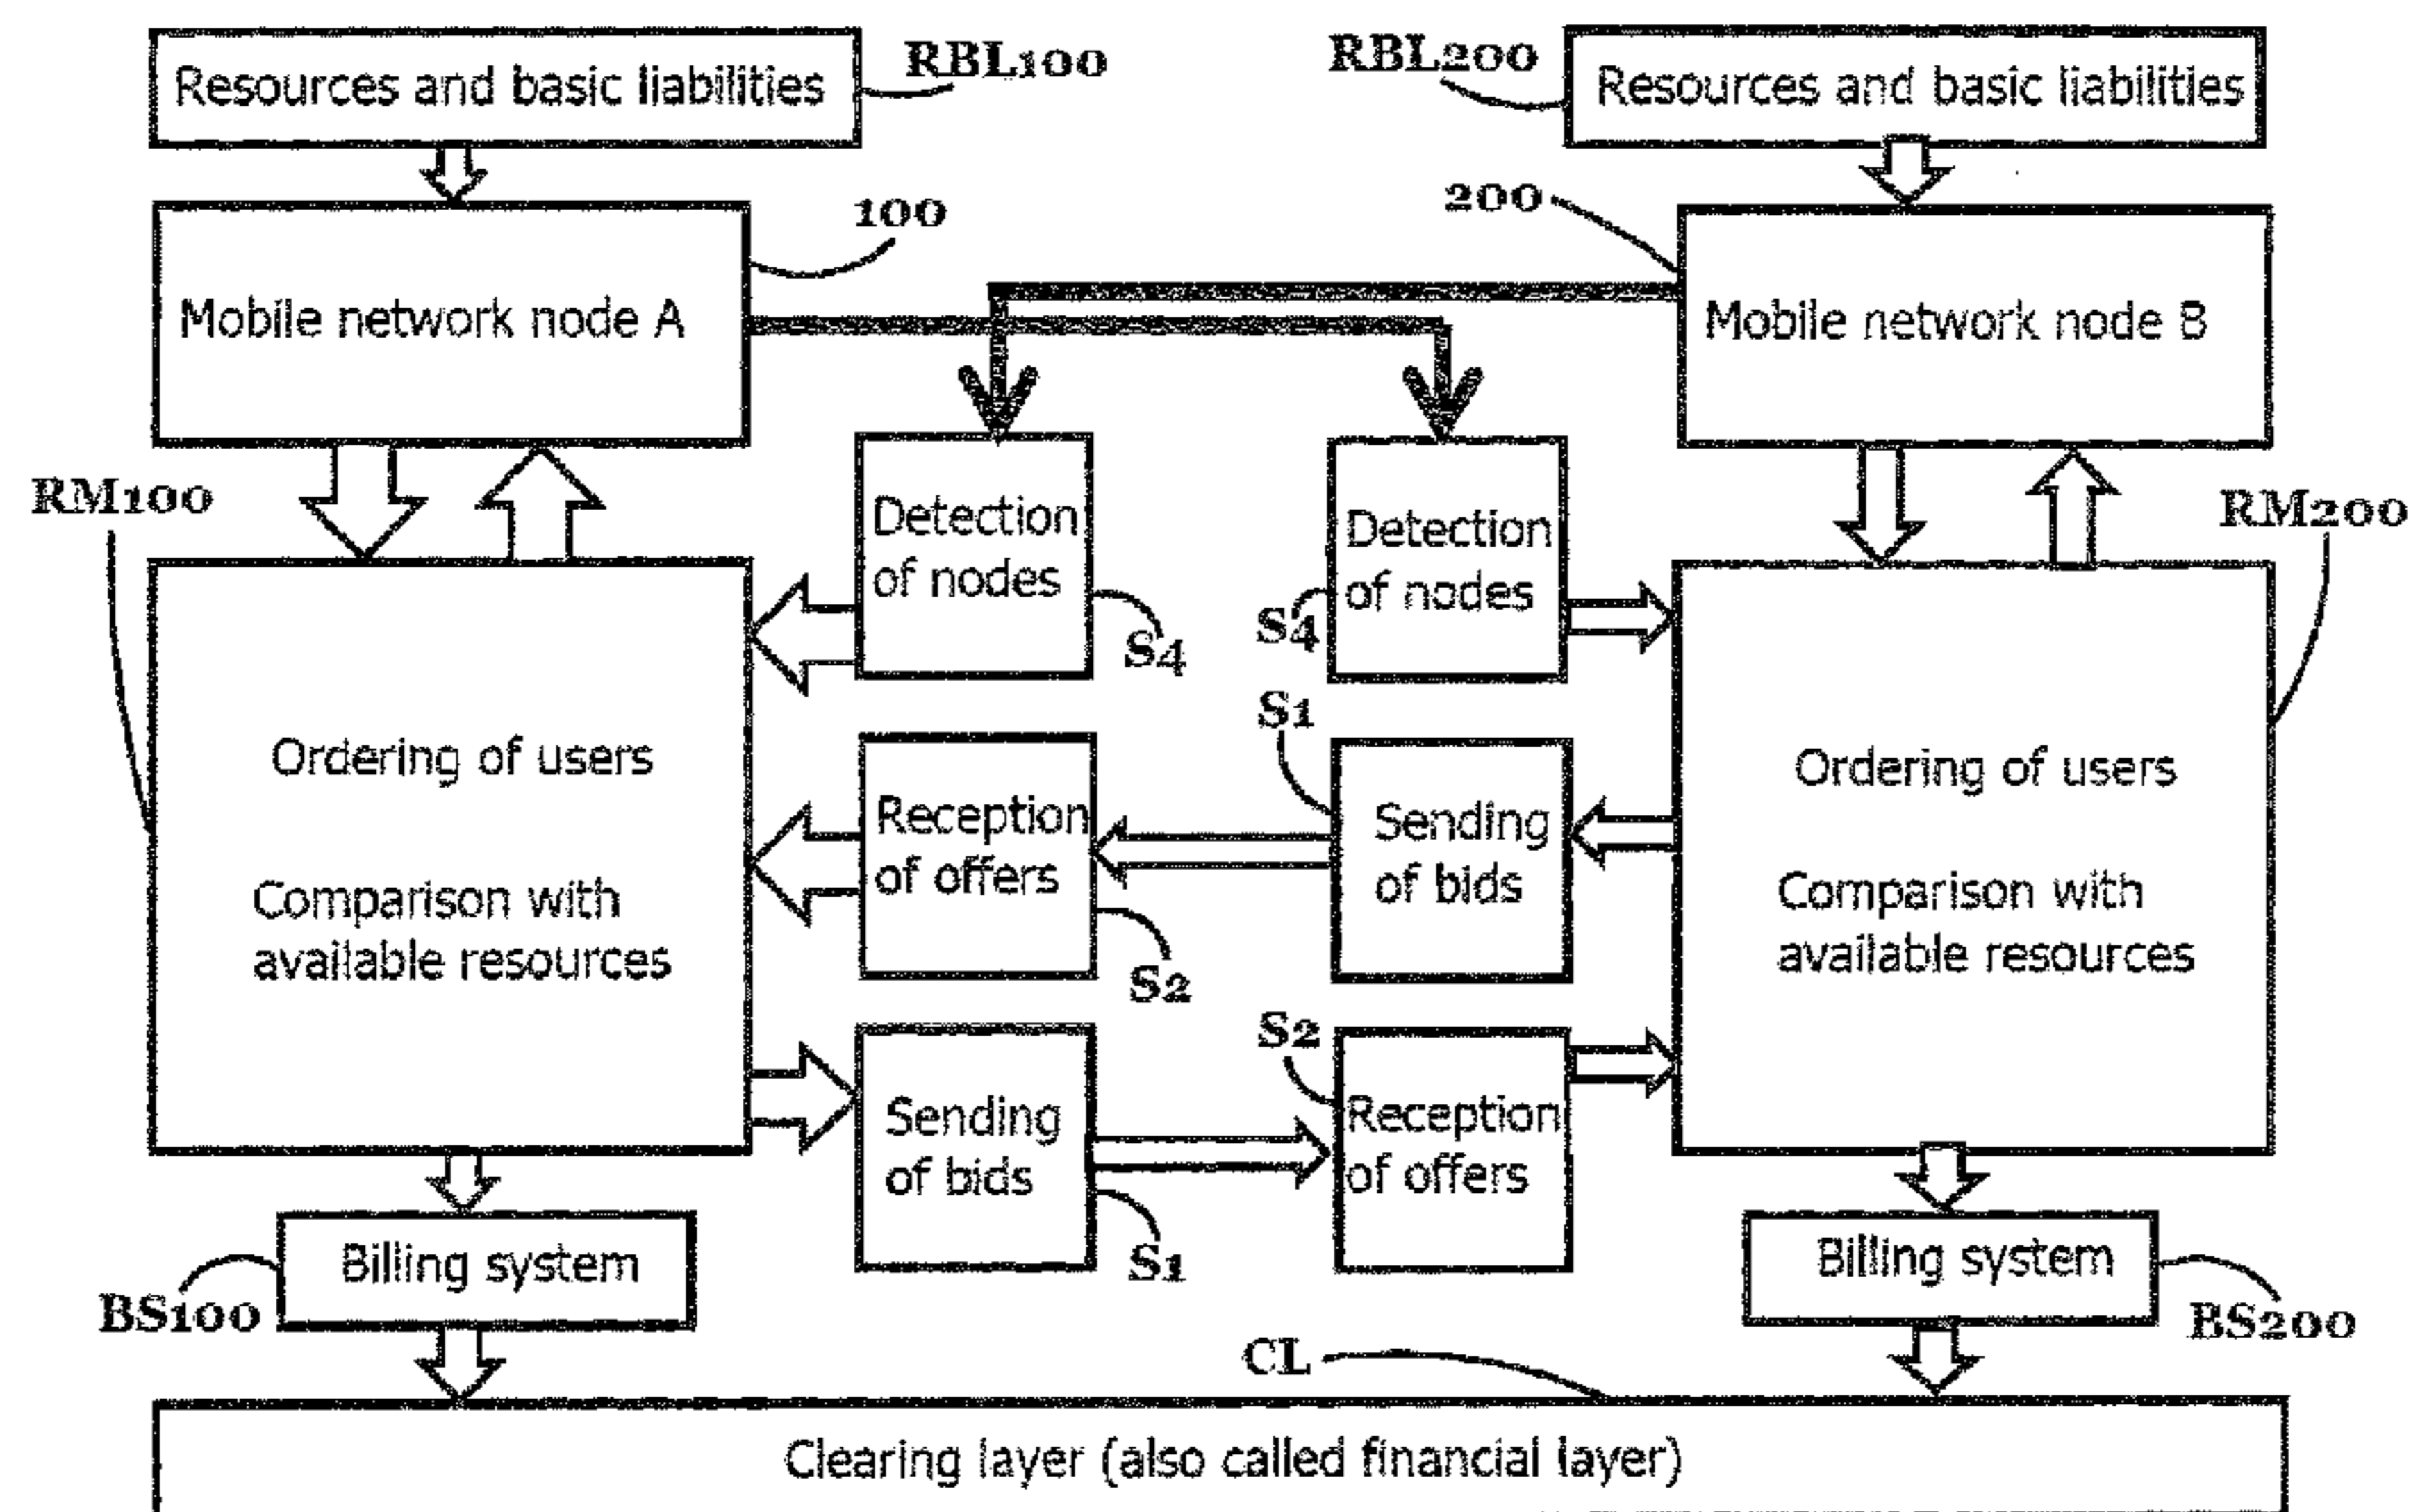 Resources and basic liabilities
RBL100
RBL200
Resources and basic liabilities
100
200
Mobile network node A
Mobile network node B
RM100
RM200
Detection
of nodes
S4
Detection
of nodes
S4
Ordering of users
Comparison with
available resources
Reception
of offers
S2
S1
Sending
of bids
Ordering of users
Comparison with
available resources
Sending
of bids
S1
S2
Reception
of offers
Billing system
BS100
Billing system
BS200
CL
Clearing layer (also called financial layer)